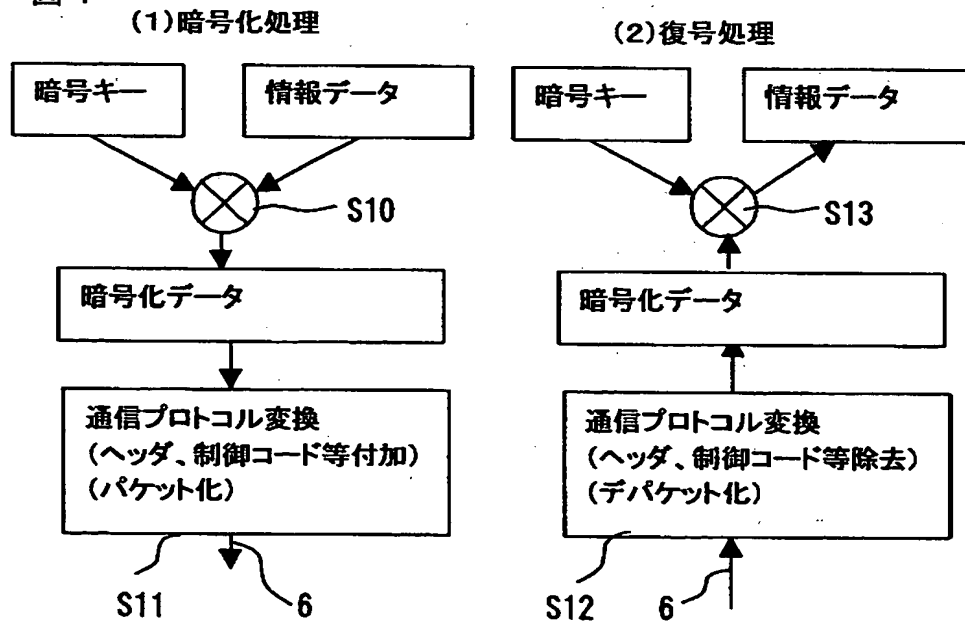 (1)暗号化処理
暗号キー
情報データ
S10
暗号化データ
通信プロトコル変換
(ヘッダ、制御コード等付加)
(パケット化)
S11
6
(2)復号処理
暗号キー
情報データ
S13
暗号化データ
通信プロトコル変換
(ヘッダ、制御コード等除去)
(デパケット化)
S12
6